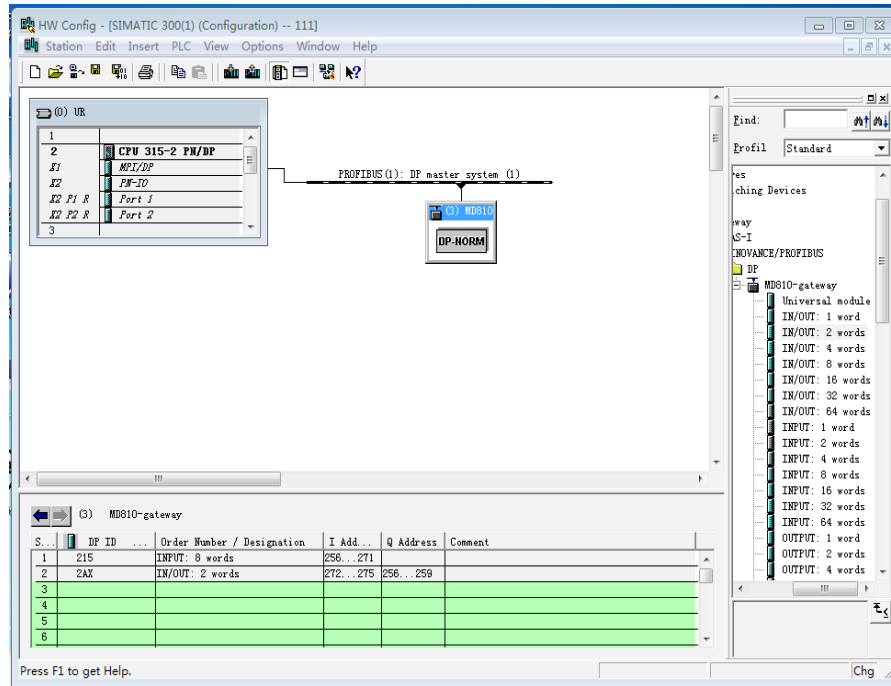 HW Config - [SIMATIC 300(1) (Configuration) -- 111]
Station Edit Insert PLC View Options Window Help
(0) UR
1
2 CPU 315-2 PN/DP
X1 MPI/DP
X2 PN-IO
X2 P1 R Port 1
X2 P2 R Port 2
3
PROFIBUS(1): DP master system (1)
(3) MD810
DP-NORM
Find:
Profil Standard
res
ching Devices
way
AS-I
INOVANCE/PROFIBUS
DP
MD810-gateway
Universal module
IN/OUT: 1 word
IN/OUT: 2 words
IN/OUT: 4 words
IN/OUT: 8 words
IN/OUT: 16 words
IN/OUT: 32 words
IN/OUT: 64 words
INPUT: 1 word
INPUT: 2 words
INPUT: 4 words
INPUT: 8 words
INPUT: 16 words
INPUT: 32 words
INPUT: 64 words
OUTPUT: 1 word
OUTPUT: 2 words
OUTPUT: 4 words
(3) MD810-gateway
S... DP ID ... Order Number / Designation I Add... Q Address Comment
1 215 INPUT: 8 words 256...271
2 2AX IN/OUT: 2 words 272...275 256...259
3
4
5
6
Press F1 to get Help.
Chg